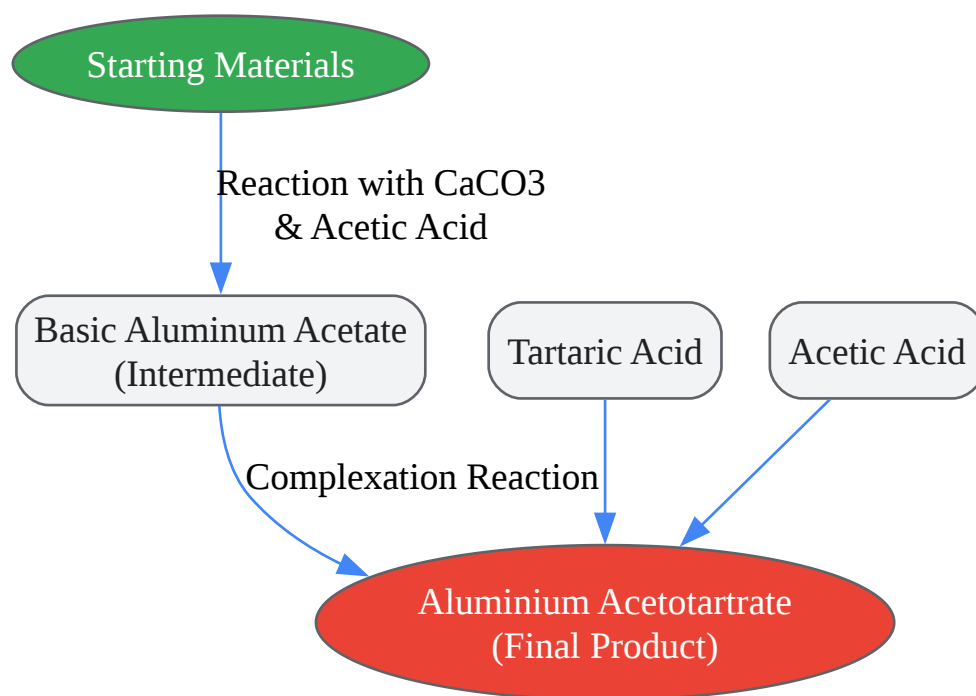 Starting Materials
Reaction with CaCO3
& Acetic Acid
Basic Aluminum Acetate
(Intermediate)
Tartaric Acid
Acetic Acid
Complexation Reaction
Aluminium Acetotartrate
(Final Product)